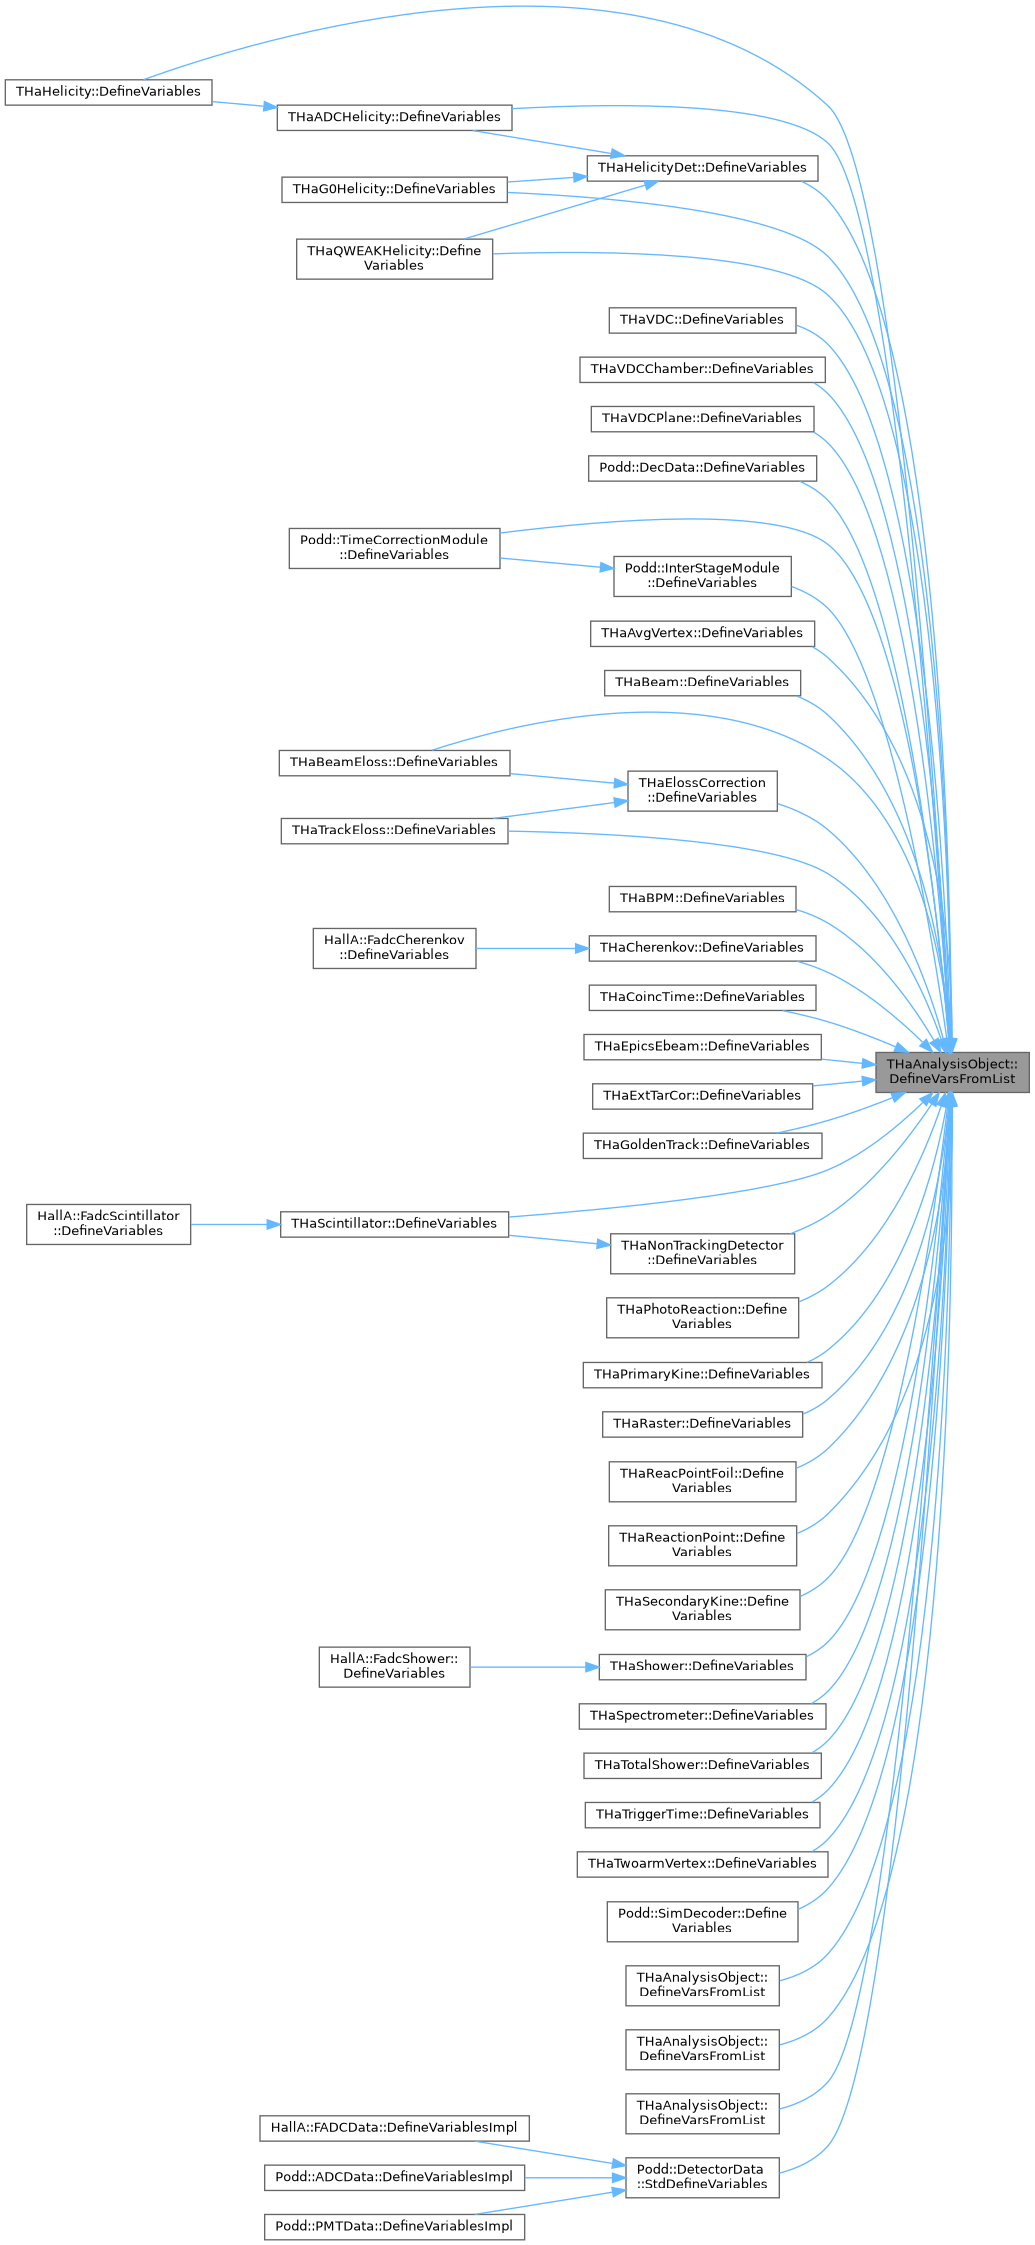 THaHelicity::DefineVariables
THaADCHelicity::DefineVariables
THaHelicityDet::DefineVariables
THaG0Helicity::DefineVariables
THaQWEAKHelicity::Define
Variables
THaVDC::DefineVariables
THaVDCChamber::DefineVariables
THaVDCPlane::DefineVariables
Podd::DecData::DefineVariables
Podd::TimeCorrectionModule
::DefineVariables
Podd::InterStageModule
::DefineVariables
THaAvgVertex::DefineVariables
THaBeam::DefineVariables
THaBeamEloss::DefineVariables
THaElossCorrection
::DefineVariables
THaTrackEloss::DefineVariables
THaBPM::DefineVariables
HallA::FadcCherenkov
::DefineVariables
THaCherenkov::DefineVariables
THaCoincTime::DefineVariables
THaEpicsEbeam::DefineVariables
THaAnalysisObject::
DefineVarsFromList
THaExtTarCor::DefineVariables
THaGoldenTrack::DefineVariables
HallA::FadcScintillator
::DefineVariables
THaScintillator::DefineVariables
THaNonTrackingDetector
::DefineVariables
THaPhotoReaction::Define
Variables
THaPrimaryKine::DefineVariables
THaRaster::DefineVariables
THaReacPointFoil::Define
Variables
THaReactionPoint::Define
Variables
THaSecondaryKine::Define
Variables
HallA::FadcShower::
DefineVariables
THaShower::DefineVariables
THaSpectrometer::DefineVariables
THaTotalShower::DefineVariables
THaTriggerTime::DefineVariables
THaTwoarmVertex::DefineVariables
Podd::SimDecoder::Define
Variables
THaAnalysisObject::
DefineVarsFromList
THaAnalysisObject::
DefineVarsFromList
THaAnalysisObject::
DefineVarsFromList
HallA::FADCData::DefineVariablesImpl
Podd::DetectorData
::StdDefineVariables
Podd::ADCData::DefineVariablesImpl
Podd::PMTData::DefineVariablesImpl